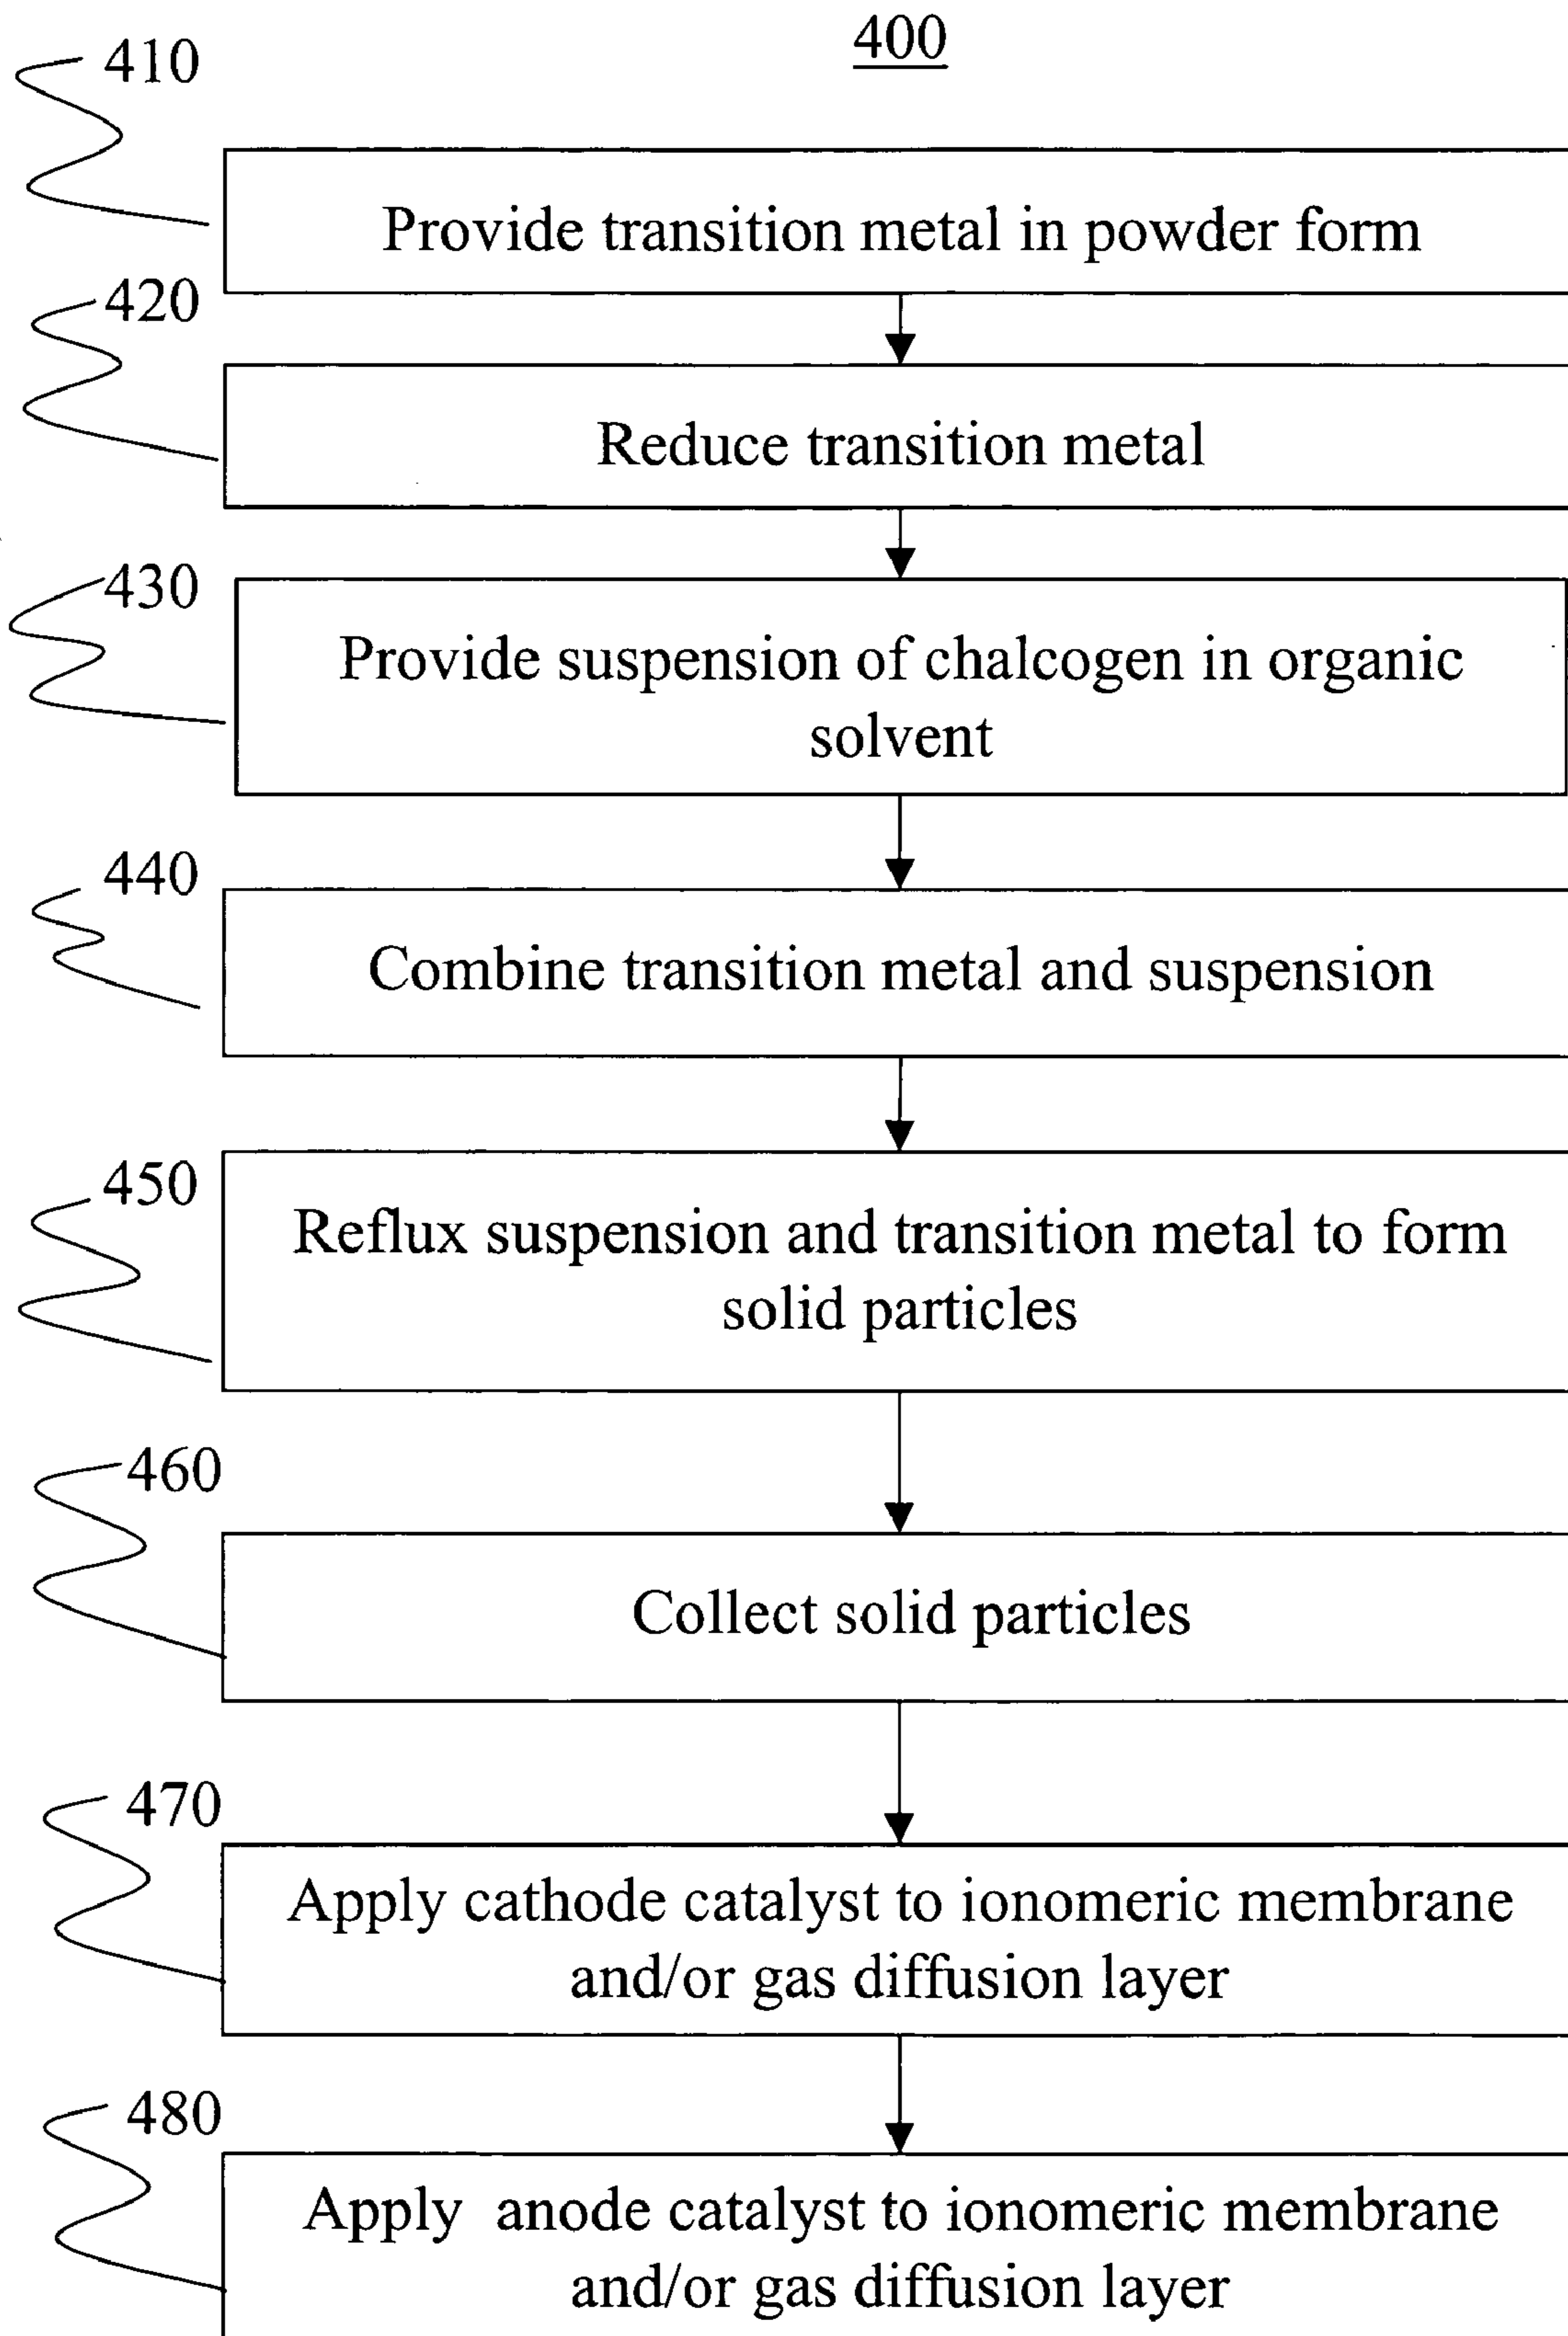 400
410
Provide transition metal in powder form
420
Reduce transition metal
430
Provide suspension of chalcogen in organic
solvent
440
Combine transition metal and suspension
450
Reflux suspension and transition metal to form
solid particles
460
Collect solid particles
470
Apply cathode catalyst to ionomeric membrane
and/or gas diffusion layer
480
Apply anode catalyst to ionomeric membrane
and/or gas diffusion layer